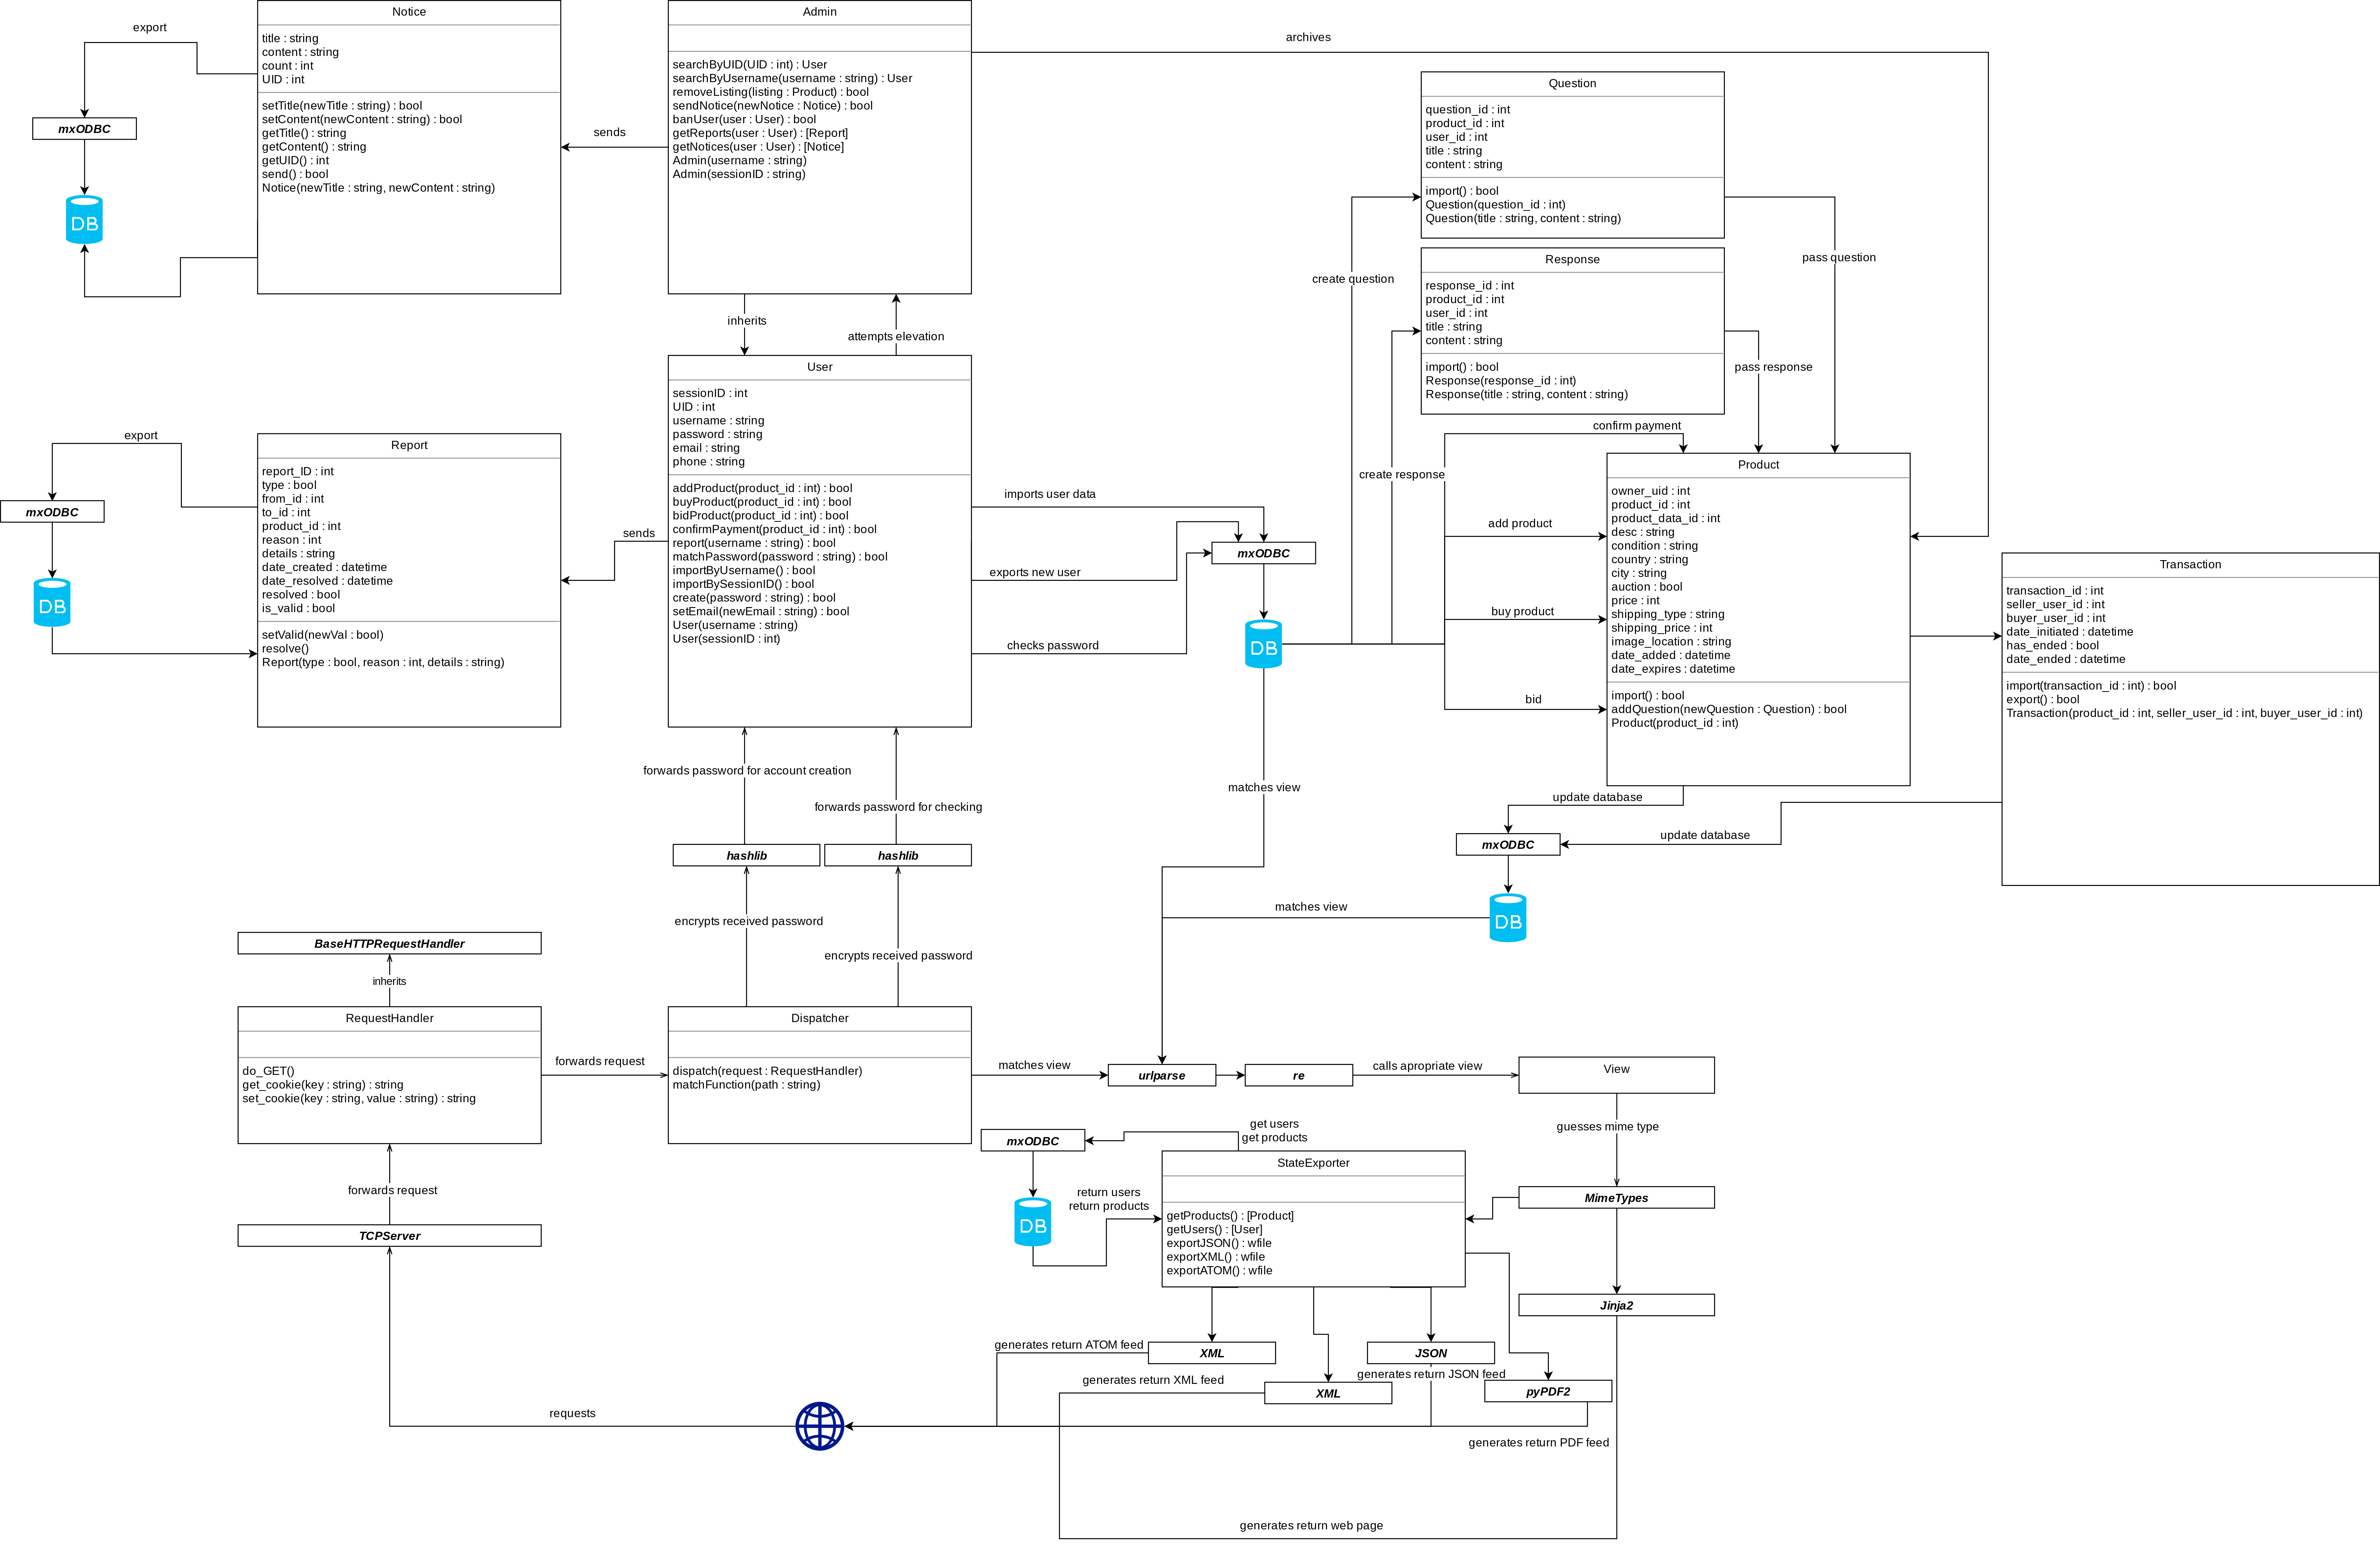 Notice
title : string
content : string
count : int
UID : int
setTitle(newTitle : string) : bool
setContent(newContent : string) : bool
getTitle() : string
getContent() : string
getUID() : int
send() : bool
Notice(newTitle : string, newContent : string)
export
mxODBC
DB
sends
Admin
searchByUID(UID : int) : User
searchByUsername(username : string) : User
removeListing(listing : Product) : bool
sendNotice(newNotice : Notice) : bool
banUser(user : User) : bool
getReports(user : User) : [Report]
getNotices(user : User) : [Notice]
Admin(username : string)
Admin(sessionID : string)
archives
inherits
attempts elevation
Question
question_id : int
product_id : int
user_id : int
title : string
content : string
import() : bool
Question(question_id : int)
Question(title : string, content : string)
create question
pass question
Response
response_id : int
product_id : int
user_id : int
title : string
content : string
import() : bool
Response(response_id : int)
Response(title : string, content : string)
pass response
create response
confirm payment
export
mxODBC
DB
Report
report_ID : int
type : bool
from_id : int
to_id : int
product_id : int
reason : int
details : string
date_created : datetime
date_resolved : datetime
resolved : bool
is_valid : bool
setValid(newVal : bool)
resolve()
Report(type : bool, reason : int, details : string)
sends
User
sessionID : int
UID : int
username : string
password : string
email : string
phone : string
addProduct(product_id : int) : bool
buyProduct(product_id : int) : bool
bidProduct(product_id : int) : bool
confirmPayment(product_id : int) : bool
report(username : string) : bool
matchPassword(password : string) : bool
importByUsername() : bool
importBySessionID() : bool
create(password : string) : bool
setEmail(newEmail : string) : bool
User(username : string)
User(sessionID : int)
imports user data
exports new user
checks password
mxODBC
DB
add product
buy product
bid
Product
owner_uid : int
product_id : int
product_data_id : int
desc : string
condition : string
country : string
city : string
auction : bool
price : int
shipping_type : string
shipping_price : int
image_location : string
date_added : datetime
date_expires : datetime
import() : bool
addQuestion(newQuestion : Question) : bool
Product(product_id : int)
Transaction
transaction_id : int
seller_user_id : int
buyer_user_id : int
date_initiated : datetime
has_ended : bool
date_ended : datetime
import(transaction_id : int) : bool
export() : bool
Transaction(product_id : int, seller_user_id : int, buyer_user_id : int)
forwards password for account creation
forwards password for checking
matches view
update database
update database
mxODBC
DB
matches view
hashlib
hashlib
encrypts received password
encrypts received password
BaseHTTPRequestHandler
inherits
RequestHandler
do_GET()
get_cookie(key : string) : string
set_cookie(key : string, value : string) : string
forwards request
Dispatcher
dispatch(request : RequestHandler)
matchFunction(path : string)
matches view
urlparse
re
calls apropriate view
View
guesses mime type
MimeTypes
Jinja2
mxODBC
DB
get users
get products
return users
return products
StateExporter
getProducts() : [Product]
getUsers() : [User]
exportJSON() : wfile
exportXML() : wfile
exportATOM() : wfile
forwards request
TCPServer
generates return ATOM feed
XML
JSON
generates return JSON feed
generates return XML feed
XML
pyPDF2
requests
generates return PDF feed
generates return web page